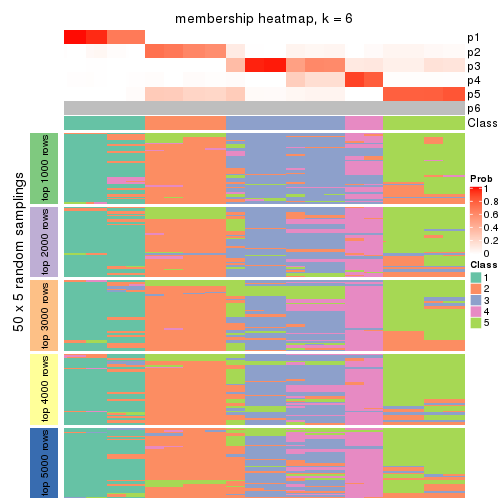 membership heatmap, k = 6
p1
p2
p3
p4
p5
p6
Class
Prob
1
0.8
0.6
0.4
0.2
0
Class
1
2
3
4
5
50 x 5 random samplings
top 1000 rows
top 2000 rows
top 3000 rows
top 4000 rows
top 5000 rows